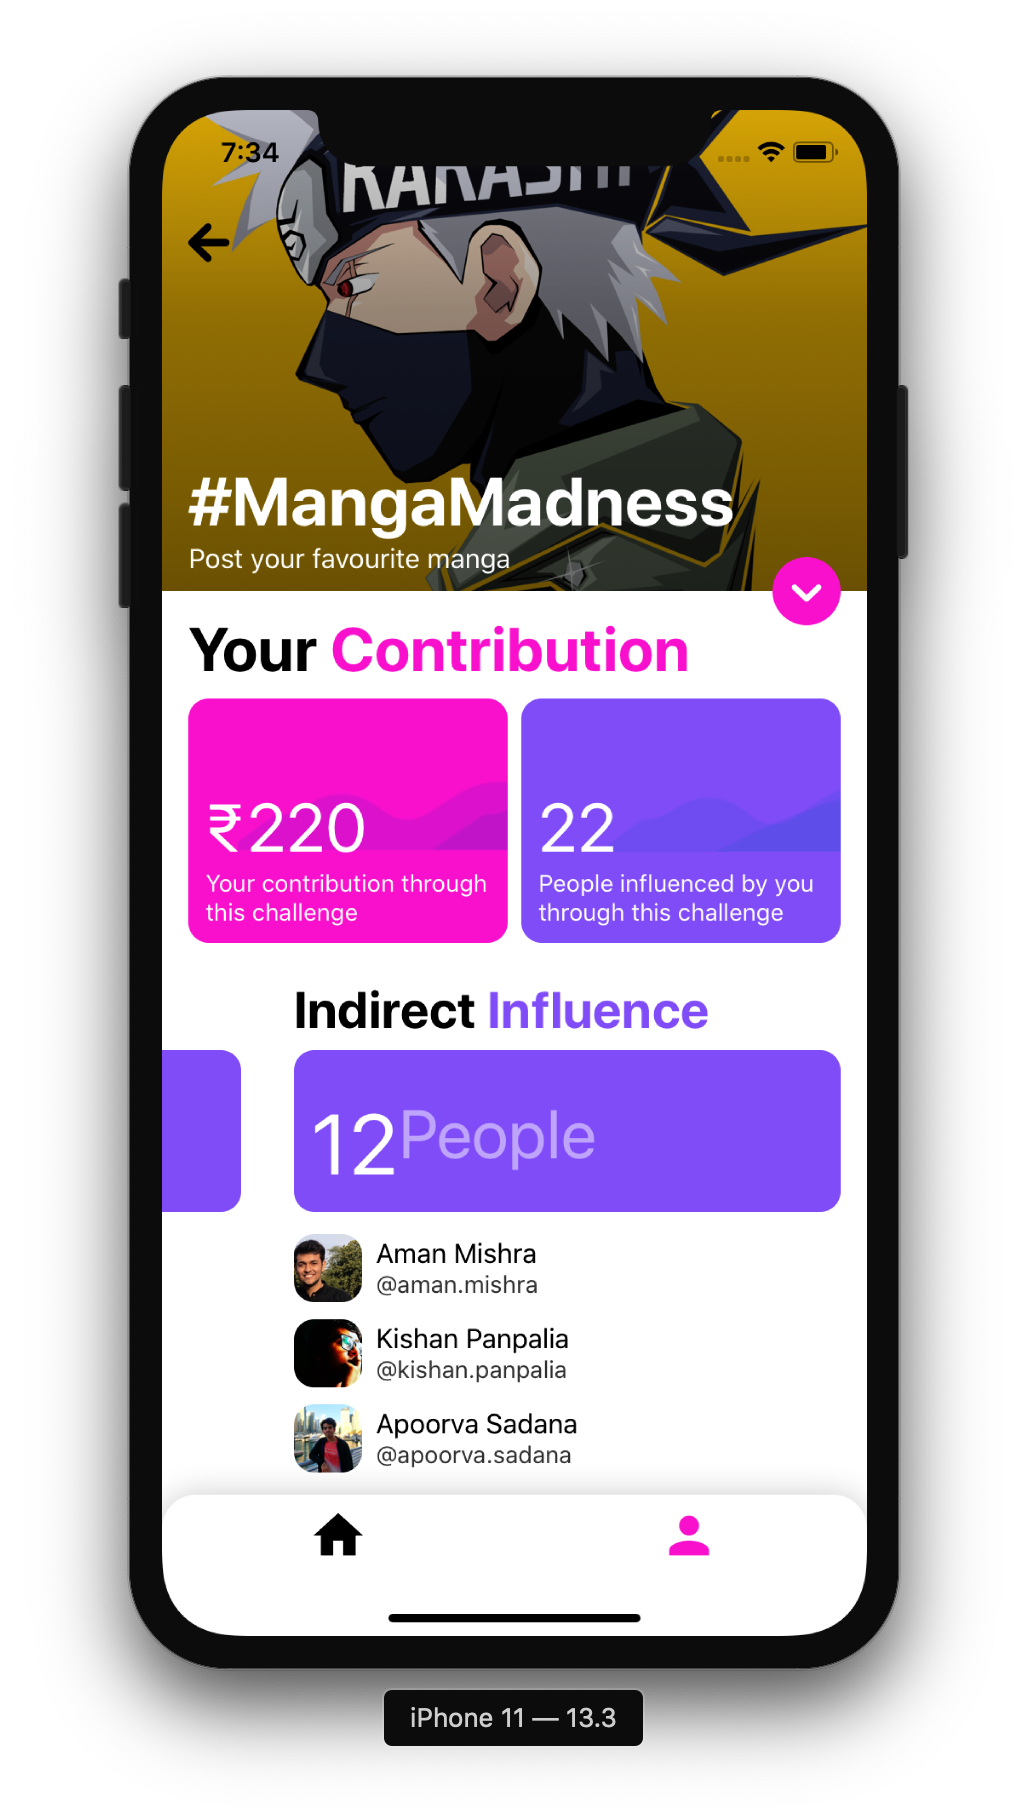 7:34
KAKASHI
#MangaMadness
Post your favourite manga
Your Contribution
₹220
Your contribution through
this challenge
22
People influenced by you
through this challenge
Indirect Influence
12 People
Aman Mishra
@aman.mishra
Kishan Panpalia
@kishan.panpalia
Apoorva Sadana
@apoorva.sadana
iPhone 11 — 13.3